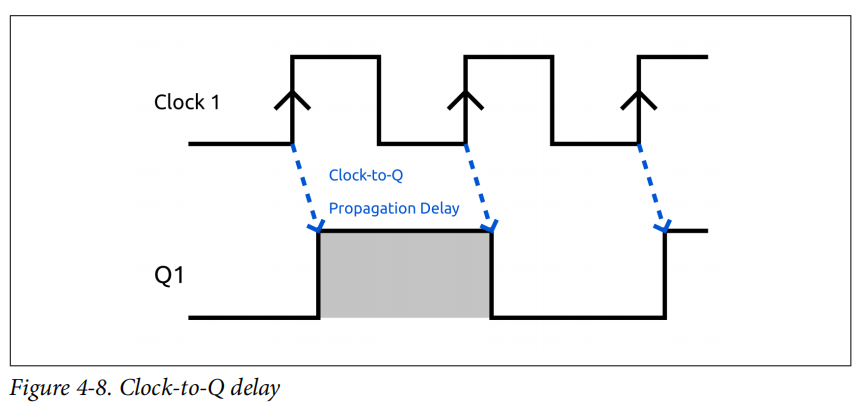 Clock 1
Clock-to-Q
Propagation Delay
Q1
Figure 4-8. Clock-to-Q delay